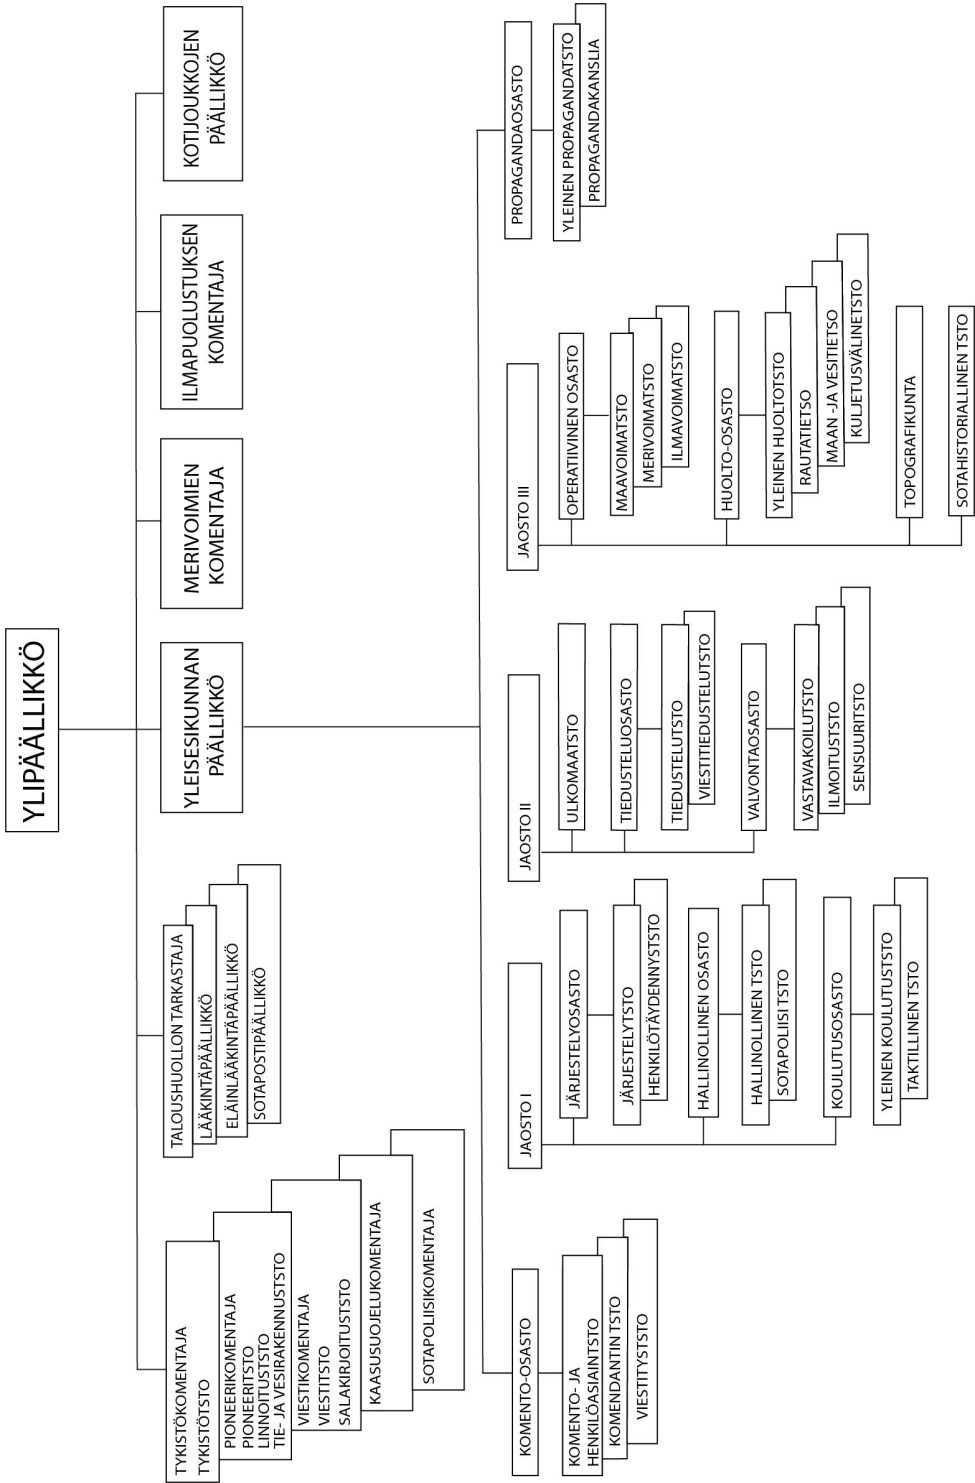 YLIPÄÄLLIKKÖ
TYKISTÖKOMENTAJA
TYKISTÖTSTO
PIONEERIKOMENTAJA
PIONEERITSTO
LINNOITUSTSTO
TIE- JA VESIRAKENNUSTSTO
VIESTIKOMENTAJA
VIESTITSTO
SALAKIRJOITUSTSTO
KAASUSUOJELUKOMENTAJA
SOTAPOLIISIKOMENTAJA
TALOUSHUOLLON TARKASTAJA
LÄÄKINTÄPÄÄLLIKKÖ
ELÄINLÄÄKINTÄPÄÄLLIKKÖ
SOTAPOSTIPÄÄLLIKKÖ
YLEISESIKUNNAN
PÄÄLLIKKÖ
MERIVOIMIEN
KOMENTAJA
ILMAPUOLUSTUKSEN
KOMENTAJA
KOTIJOUKKOJEN
PÄÄLLIKKÖ
KOMENTO-OSASTO
KOMENTO- JA
HENKILÖASIAINTSTO
KOMENDANTIN TSTO
VIESTITYSTSTO
JAOSTO I
JÄRJESTELYOSASTO
JÄRJESTELYTSTO
HENKILÖTÄYDENNYSTSTO
HALLINOLLINEN OSASTO
HALLINOLLINEN TSTO
SOTAPOLIISI TSTO
KOULUTUSOSASTO
YLEINEN KOULUTUSTSTO
TAKTILLINEN TSTO
JAOSTO II
ULKOMAATSTO
TIEDUSTELUOSASTO
TIEDUSTELUTSTO
VIESTITIEDUSTELUTSTO
VALVONTAOSASTO
VASTAVAKOILUTSTO
ILMOITUSTSTO
SENSUURITSTO
JAOSTO III
OPERATIIVINEN OSASTO
MAAVOIMATSTO
MERIVOIMATSTO
ILMAVOIMATSTO
HUOLTO-OSASTO
YLEINEN HUOLTOTSTO
RAUTATIETSO
MAAN -JA VESITIETSO
KULJETUSVÄLINETSTO
TOPOGRAFIKUNTA
SOTAHISTORIALLINEN TSTO
PROPAGANDAOSASTO
YLEINEN PROPAGANDATSTO
PROPAGANDAKANSLIA